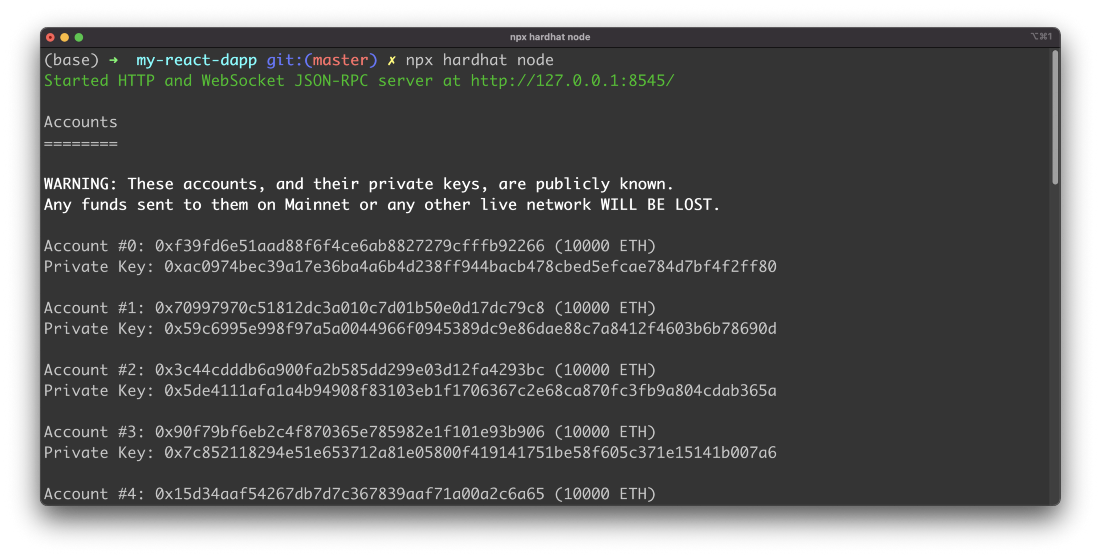 npx hardhat node
⌥⌘1
(base) ➜ my-react-dapp git:(master) ✗ npx hardhat node
Started HTTP and WebSocket JSON-RPC server at http://127.0.0.1:8545/
Accounts
========
WARNING: These accounts, and their private keys, are publicly known.
Any funds sent to them on Mainnet or any other live network WILL BE LOST.
Account #0: 0xf39fd6e51aad88f6f4ce6ab8827279cfffb92266 (10000 ETH)
Private Key: 0xac0974bec39a17e36ba4a6b4d238ff944bacb478cbed5efcae784d7bf4f2ff80
Account #1: 0x70997970c51812dc3a010c7d01b50e0d17dc79c8 (10000 ETH)
Private Key: 0x59c6995e998f97a5a0044966f0945389dc9e86dae88c7a8412f4603b6b78690d
Account #2: 0x3c44cdddb6a900fa2b585dd299e03d12fa4293bc (10000 ETH)
Private Key: 0x5de4111afa1a4b94908f83103eb1f1706367c2e68ca870fc3fb9a804cdab365a
Account #3: 0x90f79bf6eb2c4f870365e785982e1f101e93b906 (10000 ETH)
Private Key: 0x7c852118294e51e653712a81e05800f419141751be58f605c371e15141b007a6
Account #4: 0x15d34aaf54267db7d7c367839aaf71a00a2c6a65 (10000 ETH)